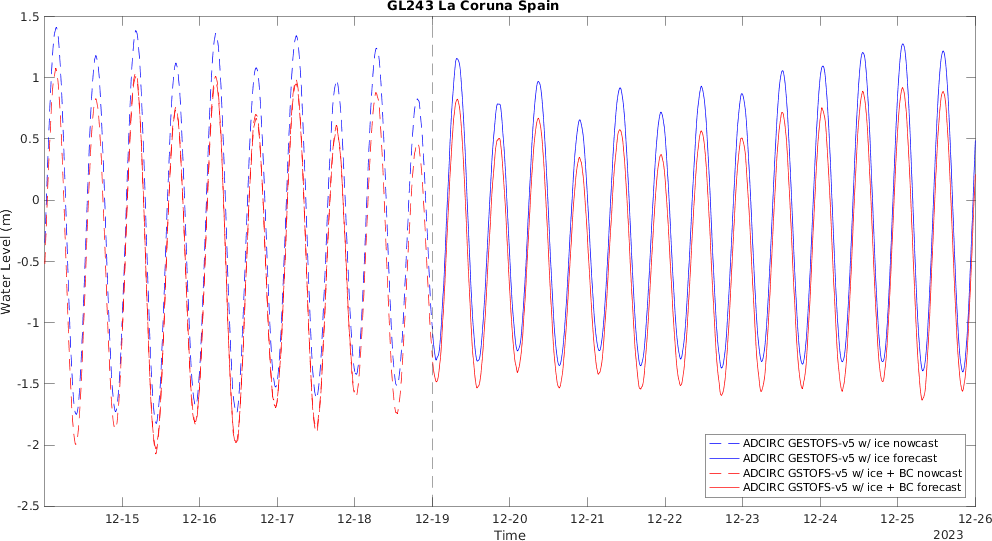 GL243 La Coruna Spain
Water Level (m)
1.5
1
0.5
0
-0.5
-1
-1.5
-2
-2.5
ADCIRC GESTOFS-v5 w/ ice nowcast
ADCIRC GESTOFS-v5 w/ ice forecast
ADCIRC GSTOFS-v5 w/ ice + BC nowcast
ADCIRC GSTOFS-v5 w/ ice + BC forecast
12-15 12-16 12-17 12-18 12-19 12-20 12-21 12-22 12-23 12-24 12-25 12-26
Time
2023